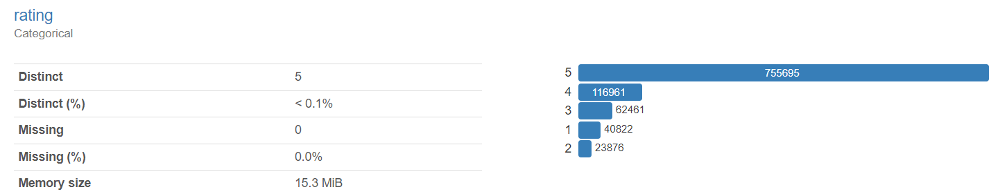 rating
Categorical
Distinct 5
Distinct (%) < 0.1%
Missing 0
Missing (%) 0.0%
Memory size 15.3 MiB
5 755695
4 116961
3 62461
1 40822
2 23876